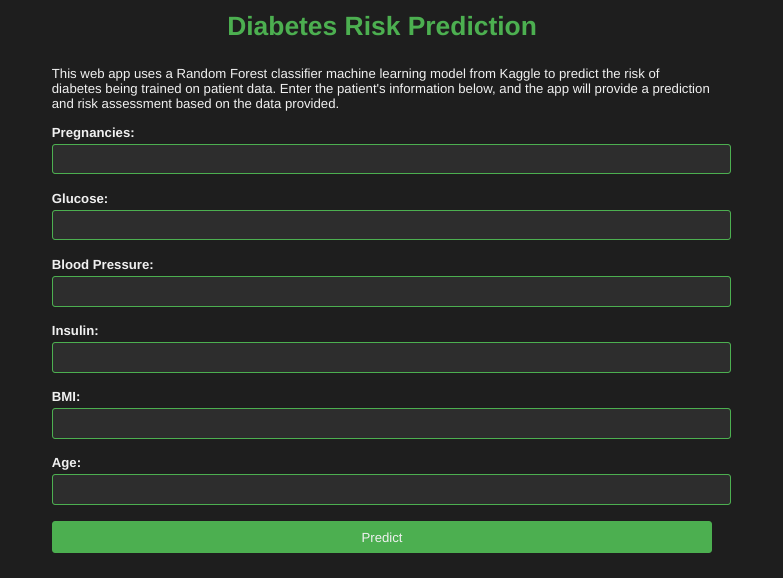 Diabetes Risk Prediction
This web app uses a Random Forest classifier machine learning model from Kaggle to predict the risk of
diabetes being trained on patient data. Enter the patient's information below, and the app will provide a prediction
and risk assessment based on the data provided.
Pregnancies:
Glucose:
Blood Pressure:
Insulin:
BMI:
Age:
Predict